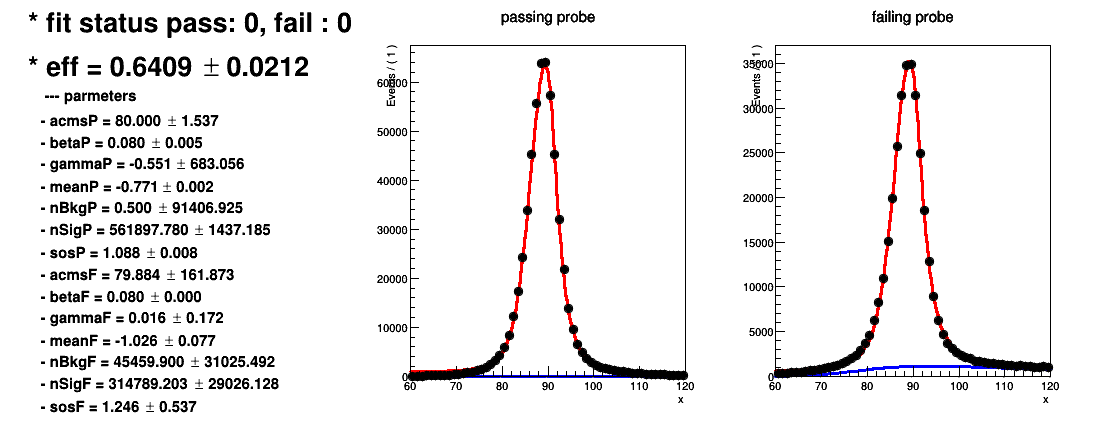 * fit status pass: 0, fail : 0
* eff = 0.6409 ± 0.0212
--- parmeters
- acmsP = 80.000 ± 1.537
- betaP = 0.080 ± 0.005
- gammaP = -0.551 ± 683.056
- meanP = -0.771 ± 0.002
- nBkgP = 0.500 ± 91406.925
- nSigP = 561897.780 ± 1437.185
- sosP = 1.088 ± 0.008
- acmsF = 79.884 ± 161.873
- betaF = 0.080 ± 0.000
- gammaF = 0.016 ± 0.172
- meanF = -1.026 ± 0.077
- nBkgF = 45459.900 ± 31025.492
- nSigF = 314789.203 ± 29026.128
- sosF = 1.246 ± 0.537
passing probe
Events / ( 1 )
60000
50000
40000
30000
20000
10000
0
60 70 80 90 100 110 120
x
failing probe
Events / ( 1 )
35000
30000
25000
20000
15000
10000
5000
0
60 70 80 90 100 110 120
x